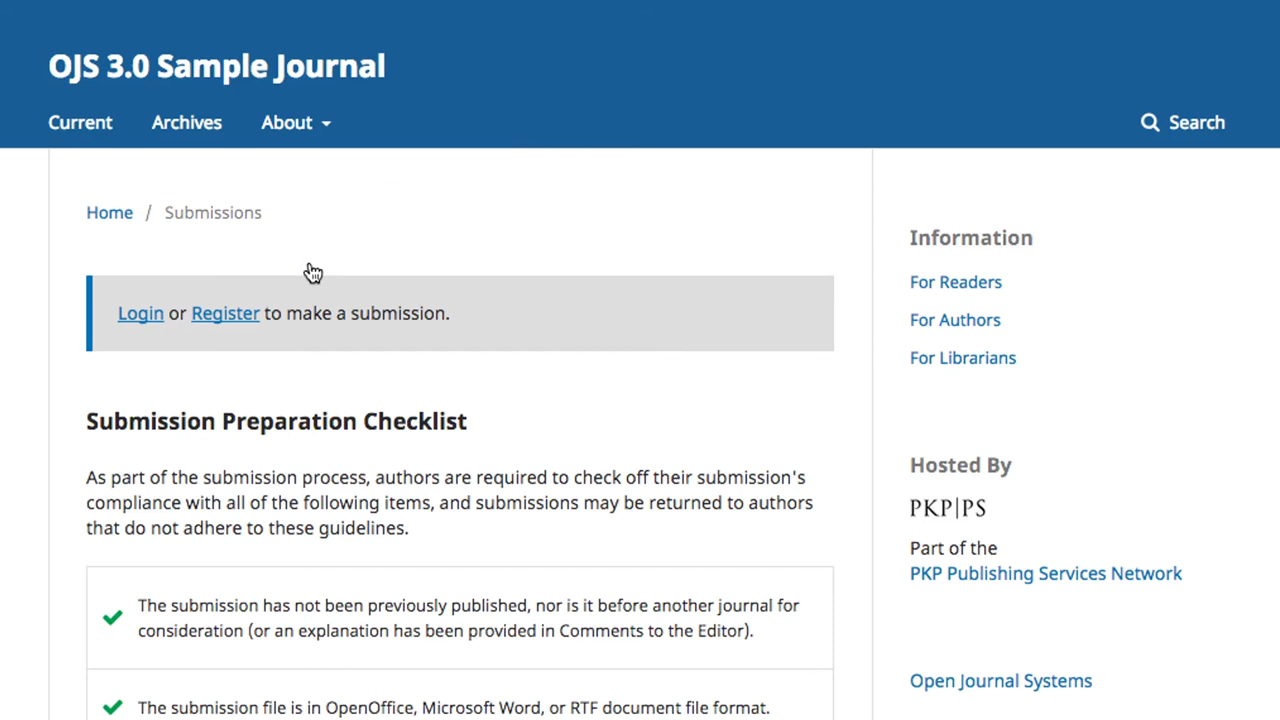 OJS 3.0 Sample Journal
Current
Archives
About
Search
Home / Submissions
Login or Register to make a submission.
Submission Preparation Checklist
As part of the submission process, authors are required to check off their submission's
compliance with all of the following items, and submissions may be returned to authors
that do not adhere to these guidelines.
The submission has not been previously published, nor is it before another journal for
consideration (or an explanation has been provided in Comments to the Editor).
The submission file is in OpenOffice, Microsoft Word, or RTF document file format.
Information
For Readers
For Authors
For Librarians
Hosted By
PKP|PS
Part of the
PKP Publishing Services Network
Open Journal Systems